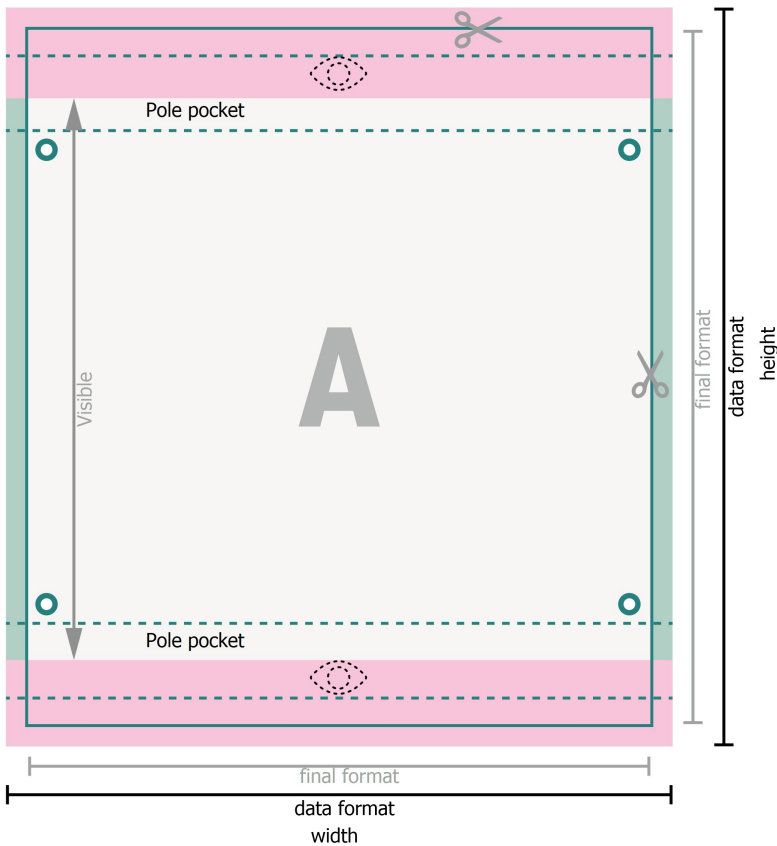 Pole pocket
A
Visible
final format
data format
height
Pole pocket
final format
data format
width